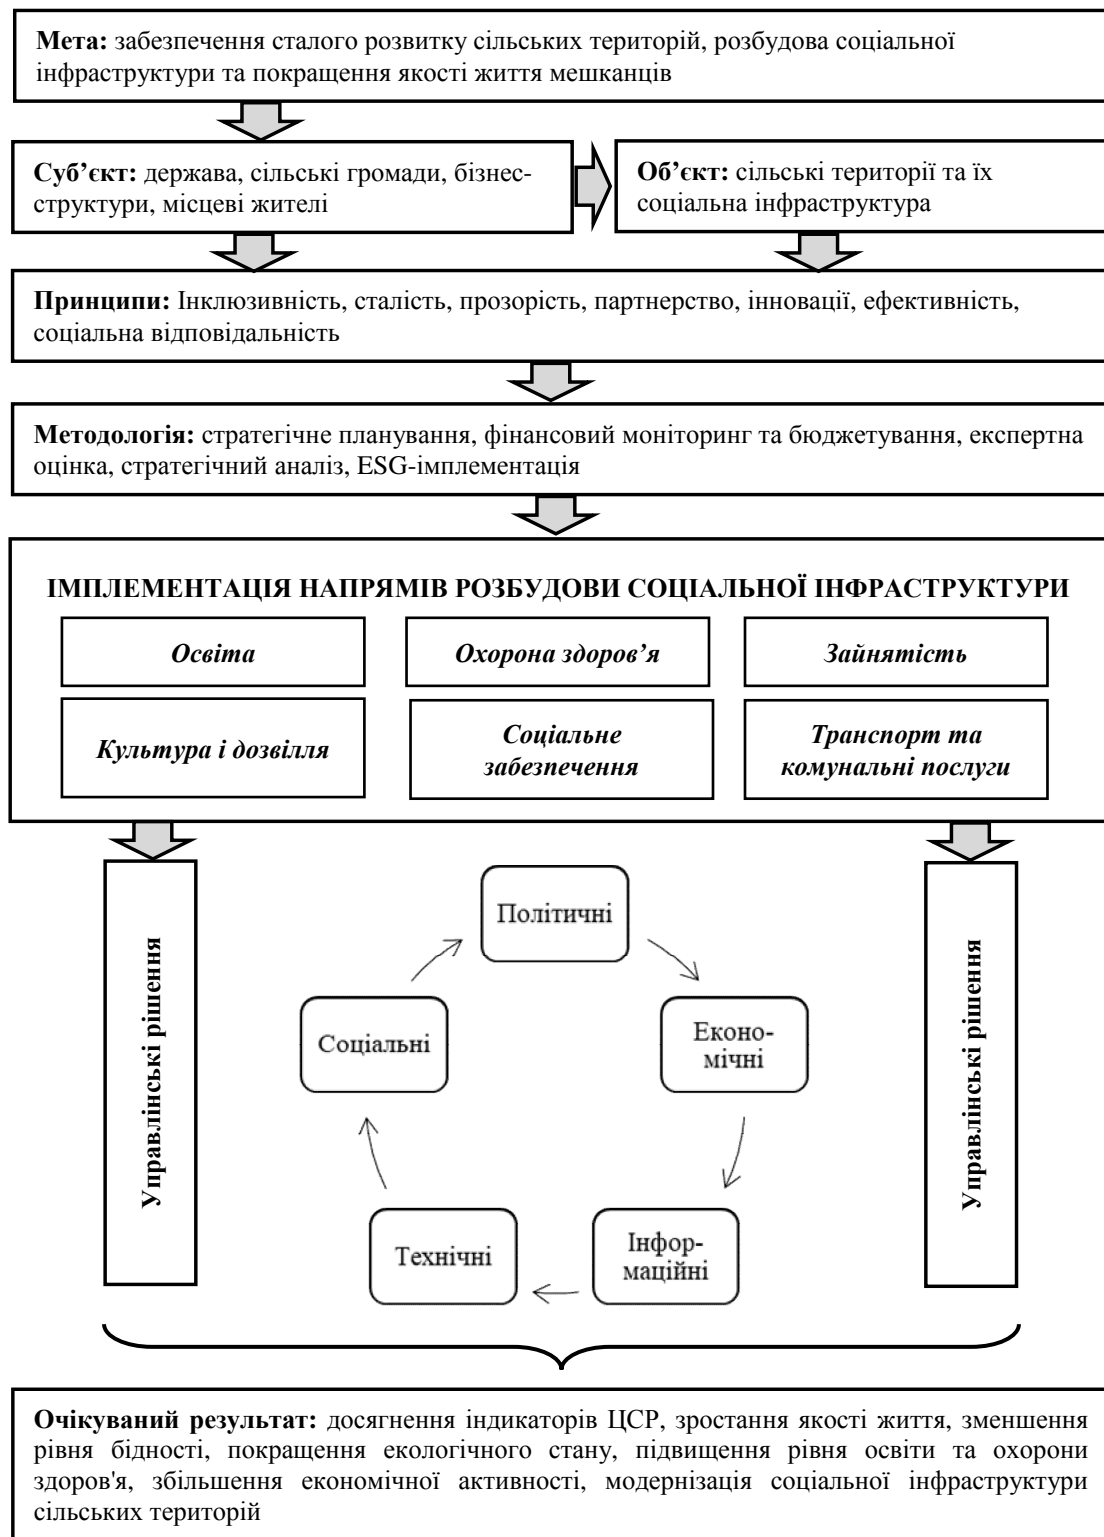 Мета: забезпечення сталого розвитку сільських територій, розбудова соціальної
інфраструктури та покращення якості життя мешканців
Суб’єкт: держава, сільські громади, бізнес-
структури, місцеві жителі
Об’єкт: сільські території та їх
соціальна інфраструктура
Принципи: Інклюзивність, сталість, прозорість, партнерство, інновації, ефективність,
соціальна відповідальність
Методологія: стратегічне планування, фінансовий моніторинг та бюджетування, експертна
оцінка, стратегічний аналіз, ESG-імплементація
ІМПЛЕМЕНТАЦІЯ НАПРЯМІВ РОЗБУДОВИ СОЦІАЛЬНОЇ ІНФРАСТРУКТУРИ
Освіта
Охорона здоров’я
Зайнятість
Культура і дозвілля
Соціальне
забезпечення
Транспорт та
комунальні послуги
Управлінські рішення
Політичні
Еконо-
мічні
Інфор-
маційні
Технічні
Соціальні
Управлінські рішення
Очікуваний результат: досягнення індикаторів ЦСР, зростання якості життя, зменшення
рівня бідності, покращення екологічного стану, підвищення рівня освіти та охорони
здоров'я, збільшення економічної активності, модернізація соціальної інфраструктури
сільських територій